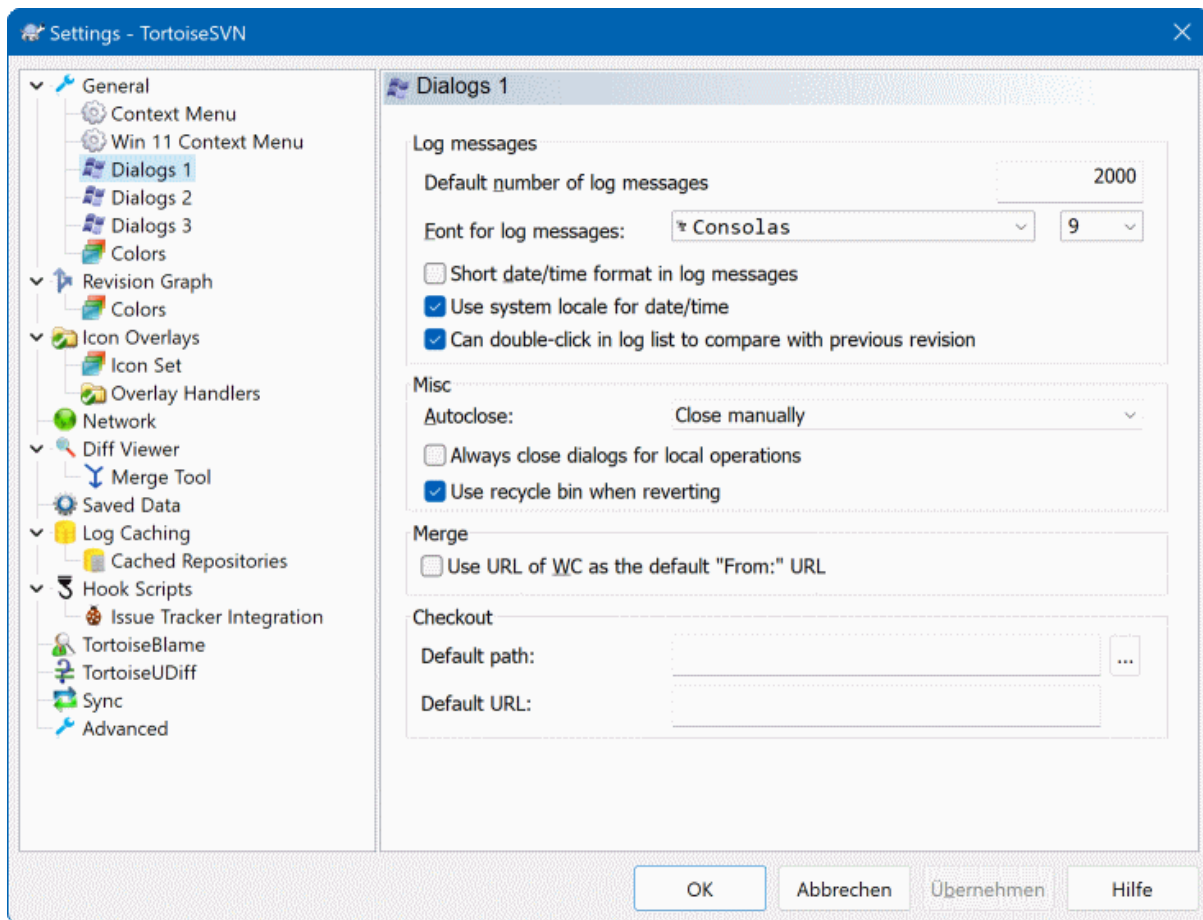 Settings - TortoiseSVN
General
Context Menu
Win 11 Context Menu
Dialogs 1
Dialogs 2
Dialogs 3
Colors
Revision Graph
Colors
Icon Overlays
Icon Set
Overlay Handlers
Network
Diff Viewer
Merge Tool
Saved Data
Log Caching
Cached Repositories
Hook Scripts
Issue Tracker Integration
TortoiseBlame
TortoiseUDiff
Sync
Advanced
Dialogs 1
Log messages
Default number of log messages 2000
Font for log messages: Consolas 9
Short date/time format in log messages
Use system locale for date/time
Can double-click in log list to compare with previous revision
Misc
Autoclose: Close manually
Always close dialogs for local operations
Use recycle bin when reverting
Merge
Use URL of WC as the default "From:" URL
Checkout
Default path: ...
Default URL:
OK Abbrechen Übernehmen Hilfe